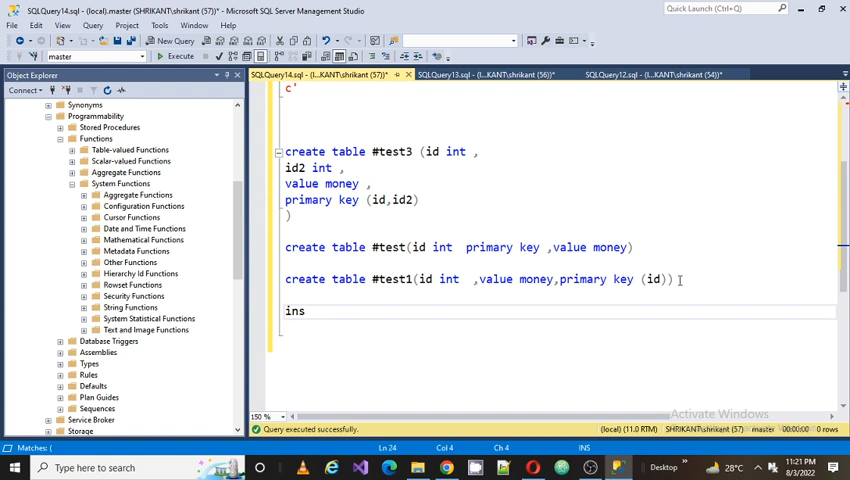 SQLQuery14.sql - (local).master (SHRIKANT\shrikant (57))* - Microsoft SQL Server Management Studio
Quick Launch (Ctrl+Q)
File Edit View Query Project Tools Window Help
New Query
master
Execute
Object Explorer
SQLQuery14.sql - (l...KANT\shrikant (57))*
SQLQuery13.sql - (l...KANT\shrikant (56))*
SQLQuery12.sql - (l...KANT\shrikant (54))*
Connect
Synonyms
Programmability
Stored Procedures
Functions
Table-valued Functions
Scalar-valued Functions
Aggregate Functions
System Functions
Aggregate Functions
Configuration Functions
Cursor Functions
Date and Time Functions
Mathematical Functions
Metadata Functions
Other Functions
Hierarchy Id Functions
Rowset Functions
Security Functions
String Functions
System Statistical Functions
Text and Image Functions
Database Triggers
Assemblies
Types
Rules
Defaults
Plan Guides
Sequences
Service Broker
Storage
c'
create table #test3 (id int ,
id2 int ,
value money ,
primary key (id,id2)
)
create table #test(id int  primary key ,value money)
create table #test1(id int  ,value money,primary key (id))
ins
150 %
Activate Windows
Query executed successfully.
(local) (11.0 RTM) SHRIKANT\shrikant (57) master 00:00:00 0 rows
Matches: (
Ln 24 Col 4 Ch 4 INS
Type here to search
Desktop
28°C
11:21 PM
8/3/2022